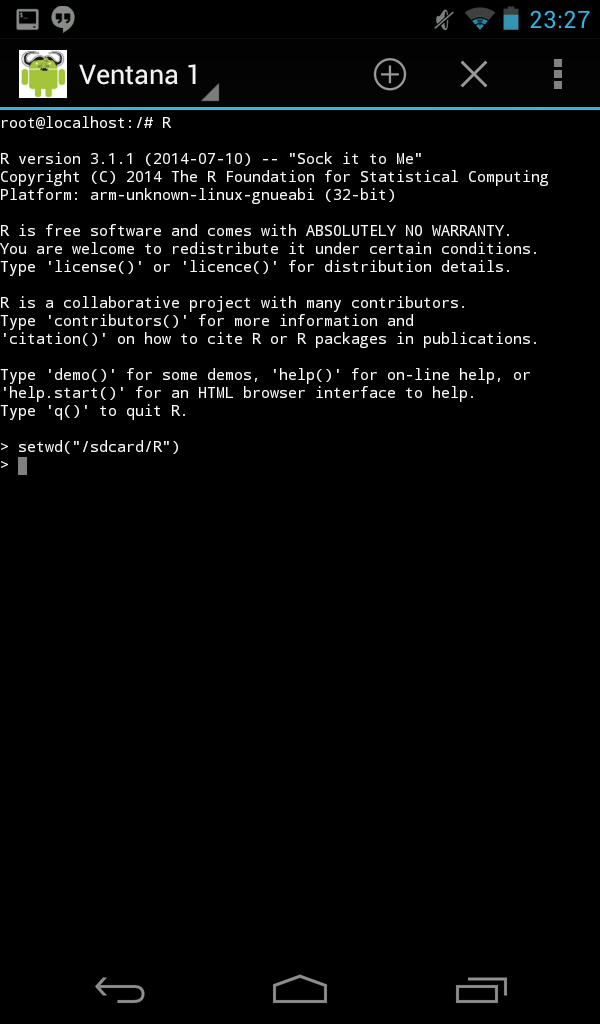 23:27
Ventana 1
root@localhost:/# R
R version 3.1.1 (2014-07-10) -- "Sock it to Me"
Copyright (C) 2014 The R Foundation for Statistical Computing
Platform: arm-unknown-linux-gnueabi (32-bit)
R is free software and comes with ABSOLUTELY NO WARRANTY.
You are welcome to redistribute it under certain conditions.
Type 'license()' or 'licence()' for distribution details.
R is a collaborative project with many contributors.
Type 'contributors()' for more information and
'citation()' on how to cite R or R packages in publications.
Type 'demo()' for some demos, 'help()' for on-line help, or
'help.start()' for an HTML browser interface to help.
Type 'q()' to quit R.
> setwd("/sdcard/R")
>